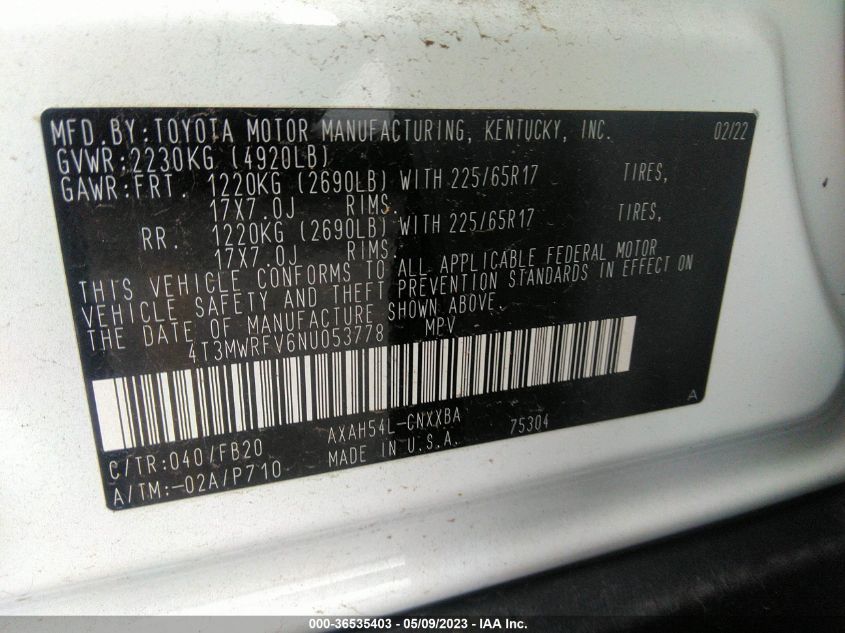 MFD.BY:TOYOTA MOTOR MANUFACTURING, KENTUCKY, INC. 02/22
GVWR:2230KG (4920LB)
GAWR:FRT. 1220KG (2690LB) WITH 225/65R17 TIRES,
17X7.0J RIMS.
RR. 1220KG (2690LB) WITH 225/65R17 TIRES,
17X7.0J RIMS.
THIS VEHICLE CONFORMS TO ALL APPLICABLE FEDERAL MOTOR
VEHICLE SAFETY AND THEFT PREVENTION STANDARDS IN EFFECT ON
THE DATE OF MANUFACTURE SHOWN ABOVE.
4T3MWRFV6NU053778 MPV
A
C/TR:040/FB20 AXAH54L-CNXXBA 75304
A/TM:-02A/P710 MADE IN U.S.A.
000-36535403 - 05/09/2023 - IAA Inc.